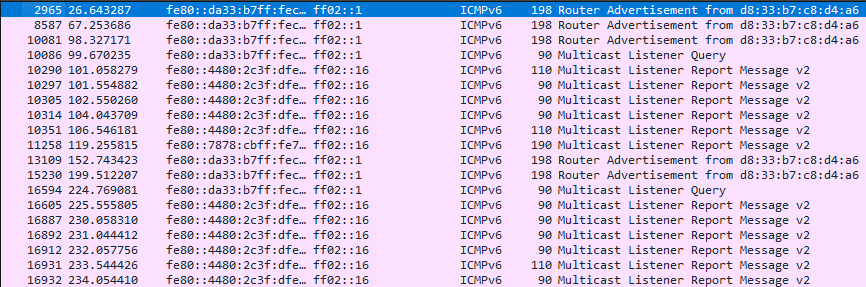 2965 26.643287 fe80::da33:b7ff:fec… ff02::1 ICMPv6 198 Router Advertisement from d8:33:b7:c8:d4:a6
8587 67.253686 fe80::da33:b7ff:fec… ff02::1 ICMPv6 198 Router Advertisement from d8:33:b7:c8:d4:a6
10081 98.327171 fe80::da33:b7ff:fec… ff02::1 ICMPv6 198 Router Advertisement from d8:33:b7:c8:d4:a6
10086 99.670235 fe80::da33:b7ff:fec… ff02::1 ICMPv6 90 Multicast Listener Query
10290 101.058279 fe80::4480:2c3f:dfe… ff02::16 ICMPv6 110 Multicast Listener Report Message v2
10297 101.554882 fe80::4480:2c3f:dfe… ff02::16 ICMPv6 90 Multicast Listener Report Message v2
10305 102.550260 fe80::4480:2c3f:dfe… ff02::16 ICMPv6 90 Multicast Listener Report Message v2
10314 104.043709 fe80::4480:2c3f:dfe… ff02::16 ICMPv6 90 Multicast Listener Report Message v2
10351 106.546181 fe80::4480:2c3f:dfe… ff02::16 ICMPv6 110 Multicast Listener Report Message v2
11258 119.255815 fe80::7878:cbff:fe7… ff02::16 ICMPv6 190 Multicast Listener Report Message v2
13109 152.743423 fe80::da33:b7ff:fec… ff02::1 ICMPv6 198 Router Advertisement from d8:33:b7:c8:d4:a6
15230 199.512207 fe80::da33:b7ff:fec… ff02::1 ICMPv6 198 Router Advertisement from d8:33:b7:c8:d4:a6
16594 224.769081 fe80::da33:b7ff:fec… ff02::1 ICMPv6 90 Multicast Listener Query
16605 225.555805 fe80::4480:2c3f:dfe… ff02::16 ICMPv6 90 Multicast Listener Report Message v2
16887 230.058310 fe80::4480:2c3f:dfe… ff02::16 ICMPv6 90 Multicast Listener Report Message v2
16892 231.044412 fe80::4480:2c3f:dfe… ff02::16 ICMPv6 90 Multicast Listener Report Message v2
16912 232.057756 fe80::4480:2c3f:dfe… ff02::16 ICMPv6 90 Multicast Listener Report Message v2
16931 233.544426 fe80::4480:2c3f:dfe… ff02::16 ICMPv6 110 Multicast Listener Report Message v2
16932 234.054410 fe80::4480:2c3f:dfe… ff02::16 ICMPv6 90 Multicast Listener Report Message v2